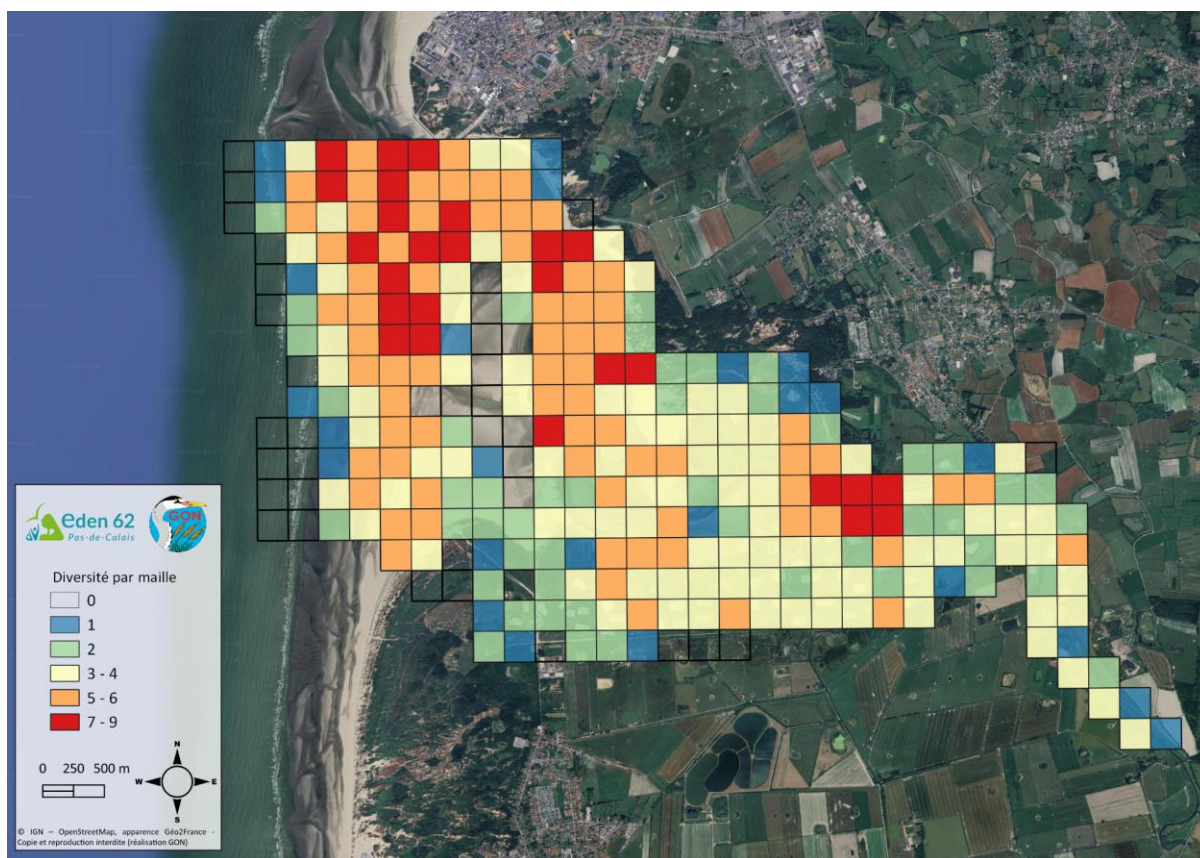 eden 62
Pas-de-Calais
GON
Diversité par maille
0
1
2
3 - 4
5 - 6
7 - 9
0 250 500 m
N
W E
S
© IGN – OpenStreetMap, apparence Géo2France -
Copie et reproduction interdite (réalisation GON)